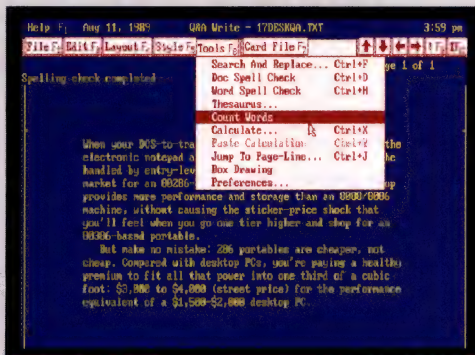 Help F1 Aug 11, 1989 Q&A Write - 17DESKQA.TXT 3:59 pm
File F Edit F Layout F Style F Tools F Card File F
Search And Replace... Ctrl+F ge 1 of 1
Spelling check completed Doc Spell Check Ctrl+D
Word Spell Check Ctrl+H
Thesaurus...
Count Words
Calculate... Ctrl+X
When your DOS-to-tra Paste Calculation the
electronic notepad a Jump To Page-Line... Ctrl+J
handled by entry-lev Box Drawing
market for an 80286- Preferences... op
provides more performance and storage than an 8088/8086
machine, without causing the sticker-price shock that
you'll feel when you go one tier higher and shop for an
80386-based portable.
But make no mistake: 286 portables are cheaper, not
cheap. Compared with desktop PCs, you're paying a healthy
premium to fit all that power into one third of a cubic
foot: $3,000 to $4,000 (street price) for the performance
equivalent of a $1,500-$2,000 desktop PC.